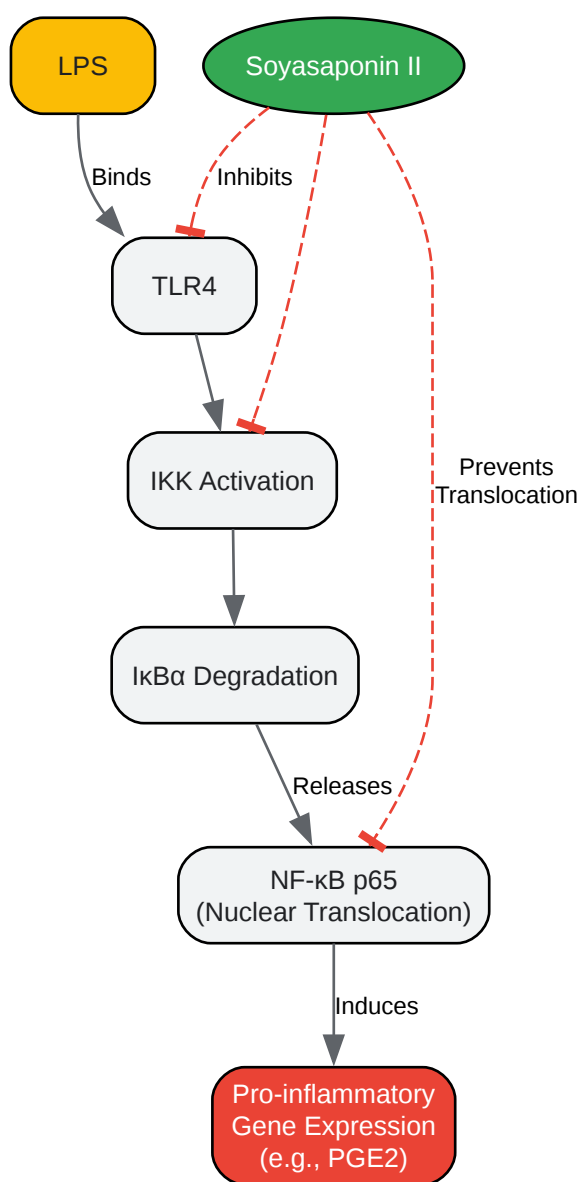 LPS
Soyasaponin II
Binds
Inhibits
TLR4
IKK Activation
Prevents
Translocation
IκBα Degradation
Releases
NF-κB p65
(Nuclear Translocation)
Induces
Pro-inflammatory
Gene Expression
(e.g., PGE2)